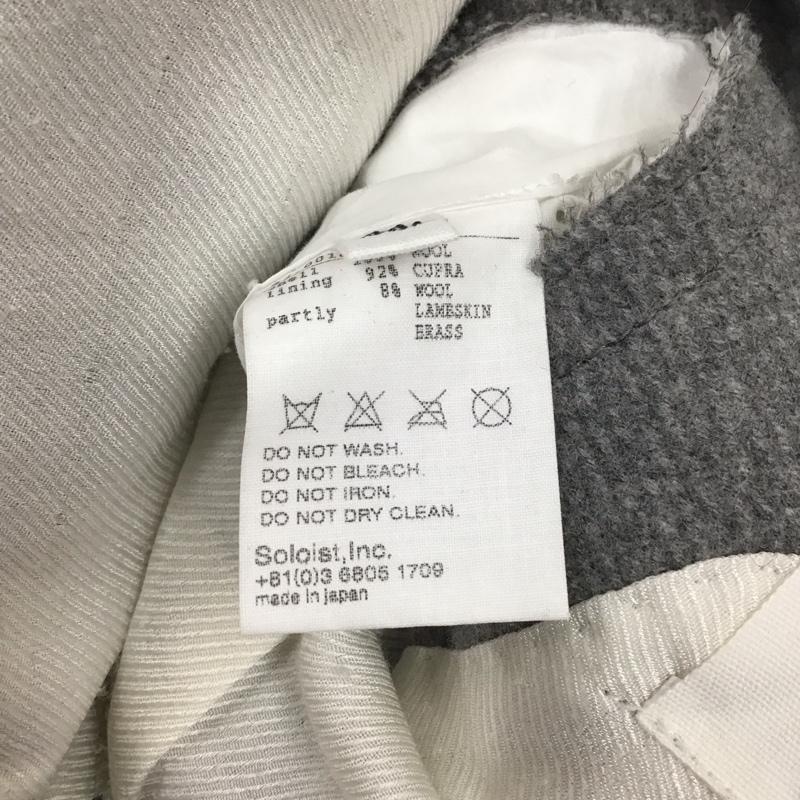 100% WOOL
lining 92% CUPRA
8% WOOL
partly LAMBSKIN
BRASS
DO NOT WASH.
DO NOT BLEACH.
DO NOT IRON.
DO NOT DRY CLEAN.
Soloist,Inc.
+81(0)3 6805 1709
made in japan